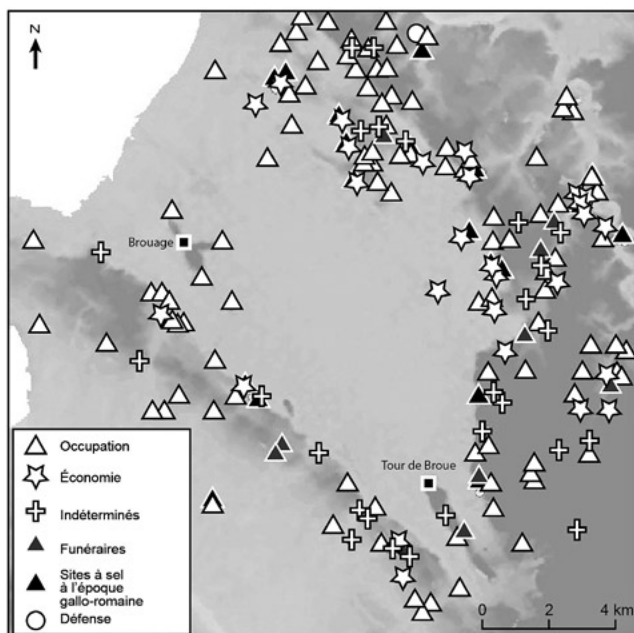 N
Brouage
Tour de Broue
Occupation
Économie
Indéterminés
Funéraires
Sites à sel
à l'époque
gallo-romaine
Défense
0 2 4 km